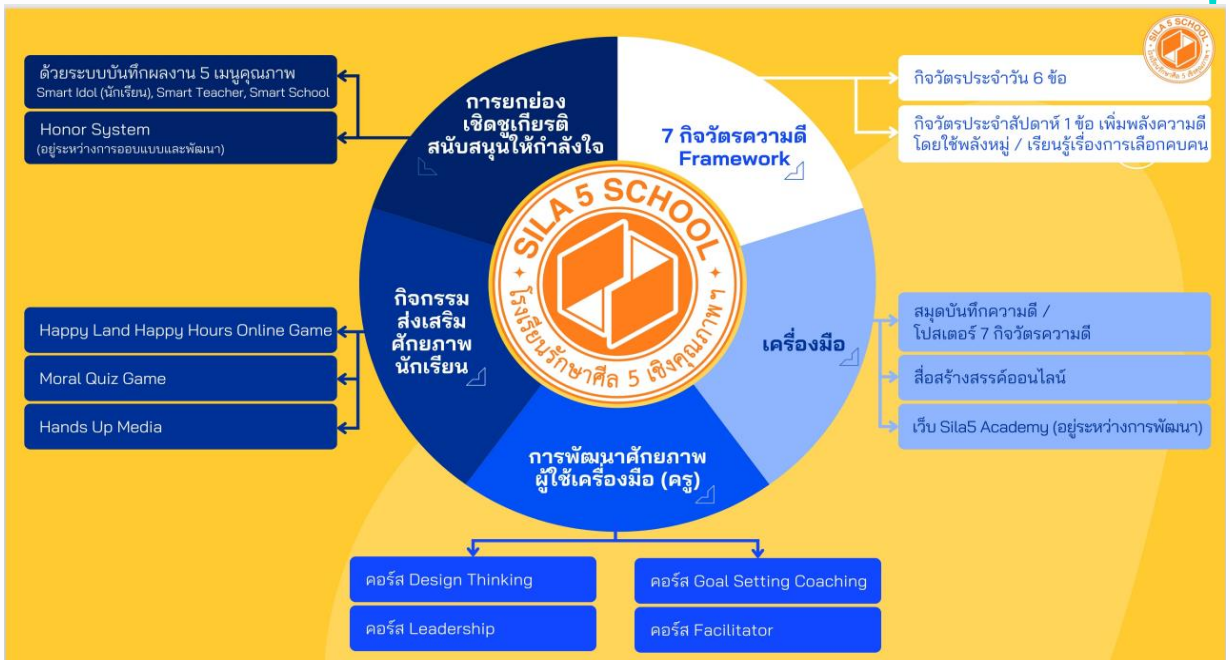 ด้วยระบบบันทึกผลงาน 5 เมนูคุณภาพ
Smart Idol (นักเรียน), Smart Teacher, Smart School
Honor System
(อยู่ระหว่างการออบแบบและพัฒนา)
การยกย่อง
เชิดชูเกียรติ
สนับสนุนให้กำลังใจ
7 กิจวัตรความดี
Framework
กิจวัตรประจำวัน 6 ข้อ
กิจวัตรประจำสัปดาห์ 1 ข้อ เพิ่มพลังความดี
โดยใช้พลังหมู่ / เรียนรู้เรื่องการเลือกคบคน
SILA 5 SCHOOL
SILA 5 SCHOOL
โรงเรียนรักษาศีล 5 เชิงคุณภาพฯ
กิจกรรม
ส่งเสริม
ศักยภาพ
นักเรียน
Happy Land Happy Hours Online Game
Moral Quiz Game
Hands Up Media
เครื่องมือ
สมุดบันทึกความดี /
โปสเตอร์ 7 กิจวัตรความดี
สื่อสร้างสรรค์ออนไลน์
เว็บ Sila5 Academy (อยู่ระหว่างการพัฒนา)
การพัฒนาศักยภาพ
ผู้ใช้เครื่องมือ (ครู)
คอร์ส Design Thinking
คอร์ส Goal Setting Coaching
คอร์ส Leadership
คอร์ส Facilitator